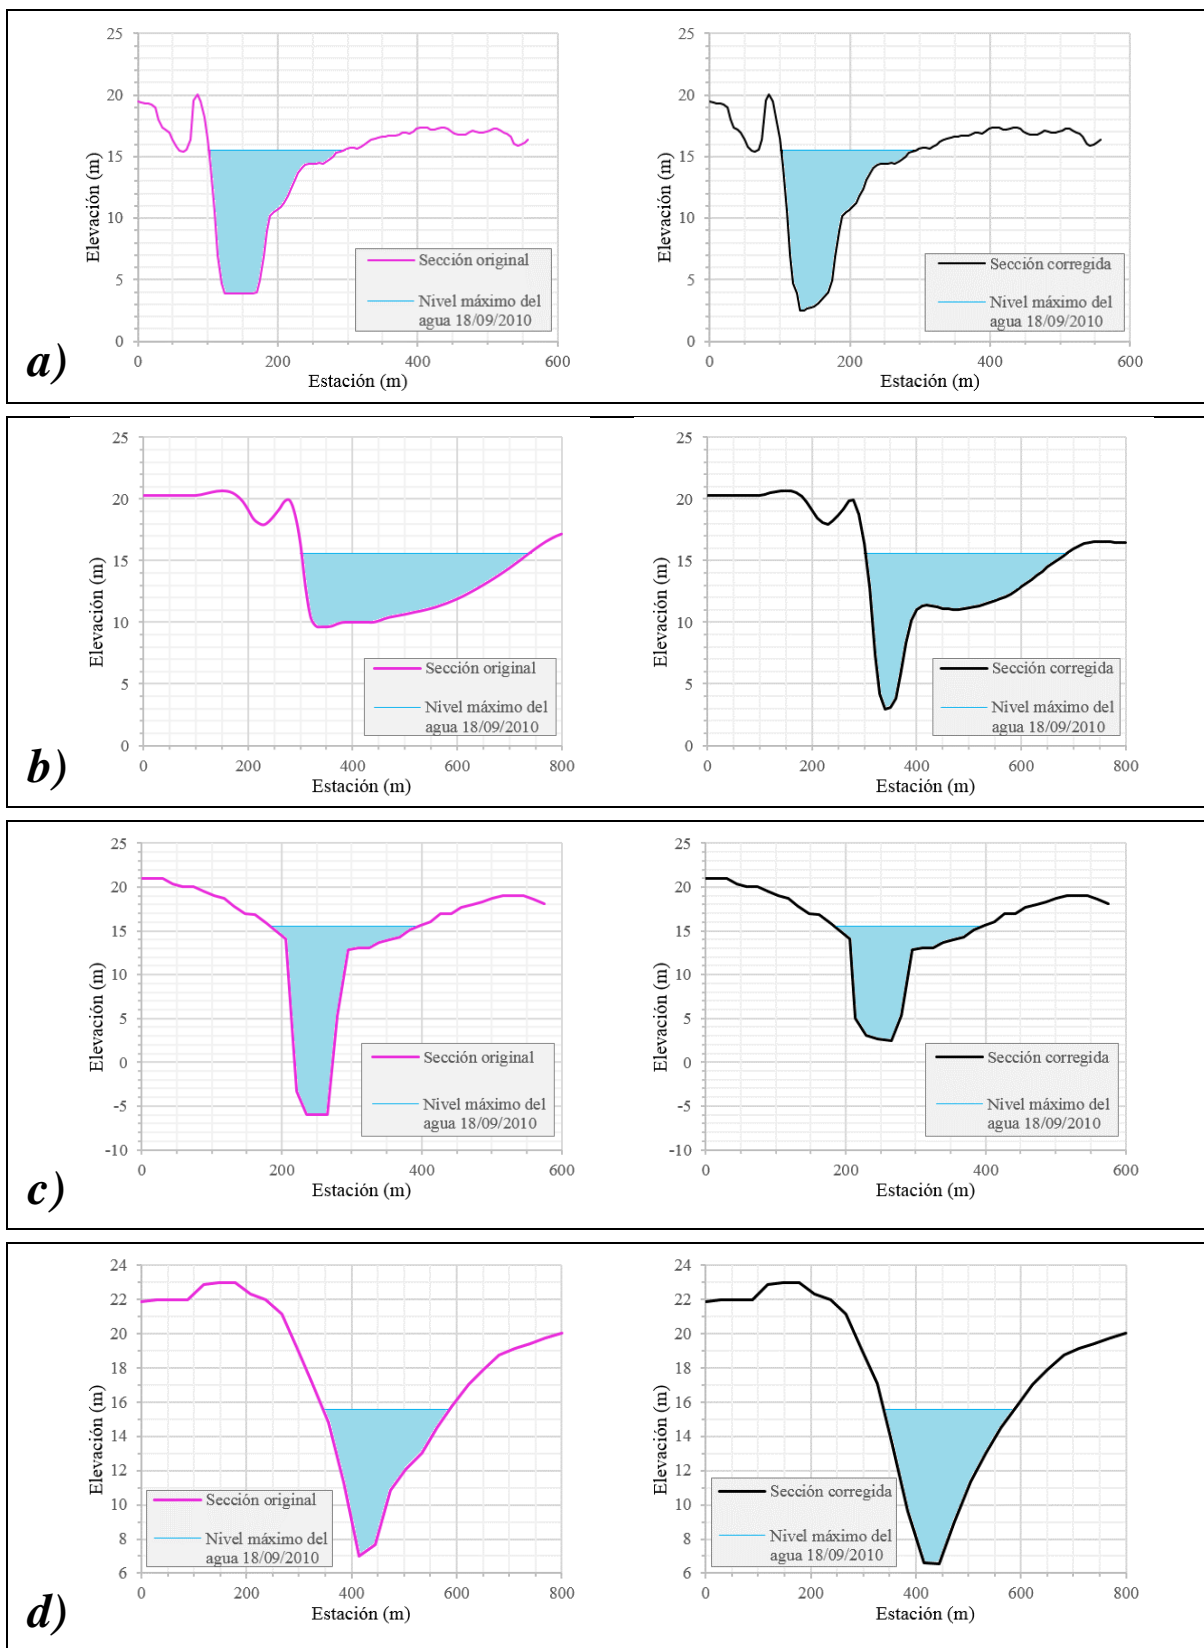 25
20
15
10
5
0
0
200
400
600
Elevación (m)
Estación (m)
Sección original
Nivel máximo del
agua 18/09/2010
25
20
15
10
5
0
0
200
400
600
Elevación (m)
Estación (m)
Sección corregida
Nivel máximo del
agua 18/09/2010
a)
25
20
15
10
5
0
0
200
400
600
800
Elevación (m)
Estación (m)
Sección original
Nivel máximo del
agua 18/09/2010
25
20
15
10
5
0
0
200
400
600
800
Elevación (m)
Estación (m)
Sección corregida
Nivel máximo del
agua 18/09/2010
b)
25
20
15
10
5
0
-5
-10
0
200
400
600
Elevación (m)
Estación (m)
Sección original
Nivel máximo del
agua 18/09/2010
25
20
15
10
5
0
-5
-10
0
200
400
600
Elevación (m)
Estación (m)
Sección corregida
Nivel máximo del
agua 18/09/2010
c)
24
22
20
18
16
14
12
10
8
6
0
200
400
600
800
Elevación (m)
Estación (m)
Sección original
Nivel máximo del
agua 18/09/2010
24
22
20
18
16
14
12
10
8
6
0
200
400
600
800
Elevación (m)
Estación (m)
Sección corregida
Nivel máximo del
agua 18/09/2010
d)